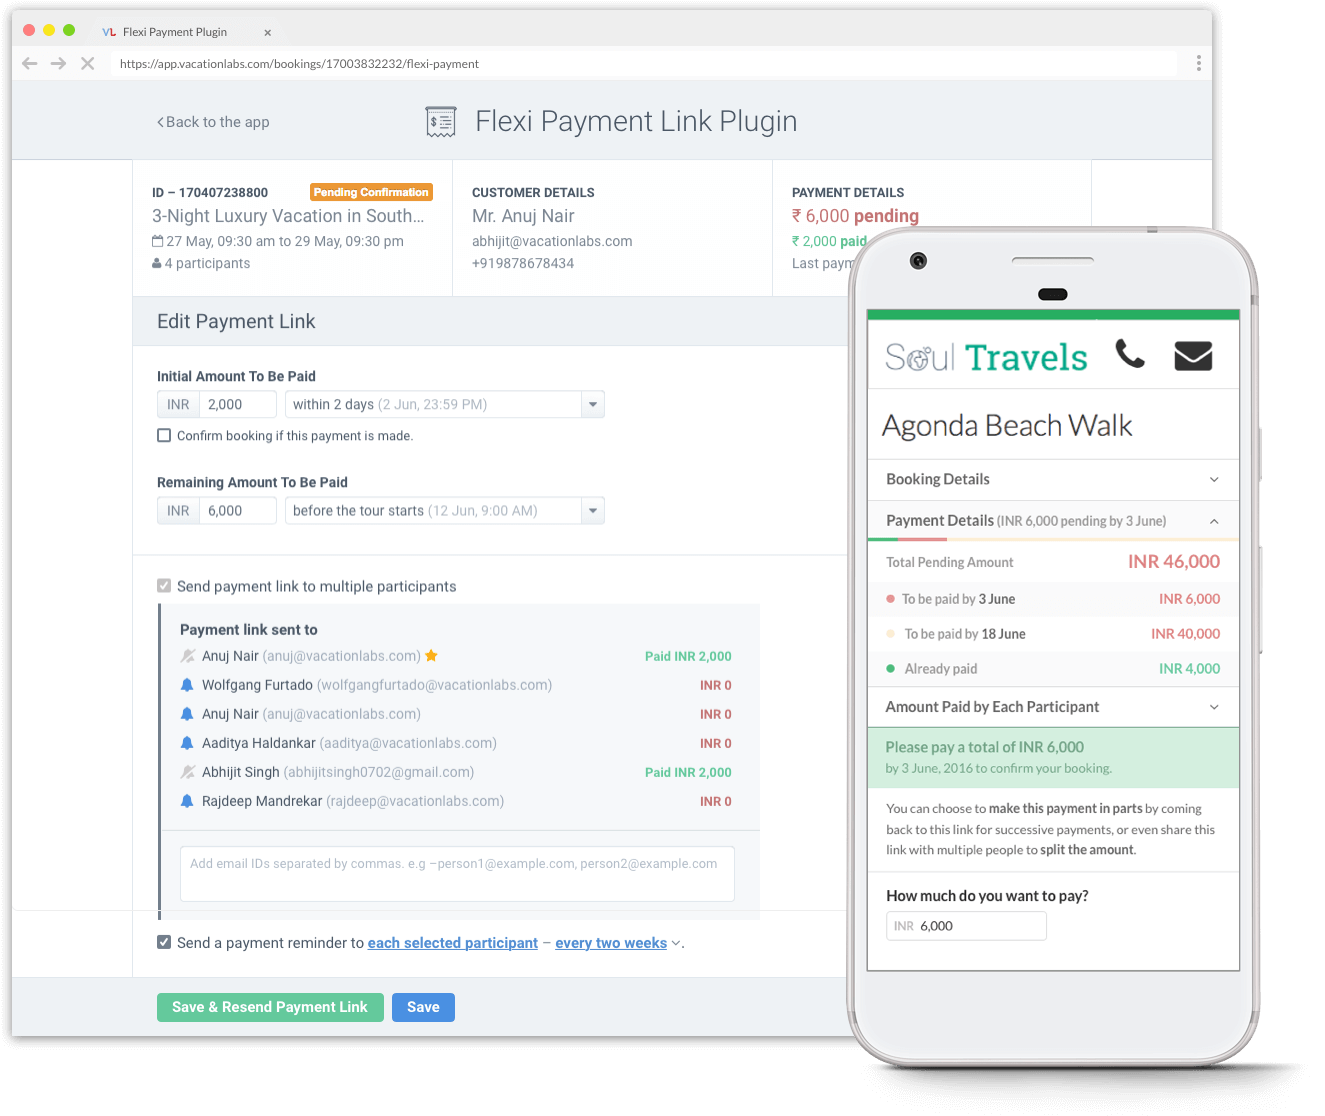 VL Flexi Payment Plugin
https://app.vacationlabs.com/bookings/17003832232/flexi-payment
Back to the app
Flexi Payment Link Plugin
ID – 170407238800
Pending Confirmation
3-Night Luxury Vacation in South...
27 May, 09:30 am to 29 May, 09:30 pm
4 participants
CUSTOMER DETAILS
Mr. Anuj Nair
abhijit@vacationlabs.com
+919878678434
PAYMENT DETAILS
₹ 6,000 pending
₹ 2,000 paid
Last paym
Edit Payment Link
Initial Amount To Be Paid
INR 2,000 within 2 days (2 Jun, 23:59 PM)
Confirm booking if this payment is made.
Remaining Amount To Be Paid
INR 6,000 before the tour starts (12 Jun, 9:00 AM)
Send payment link to multiple participants
Payment link sent to
Anuj Nair (anuj@vacationlabs.com) Paid INR 2,000
Wolfgang Furtado (wolfgangfurtado@vacationlabs.com) INR 0
Anuj Nair (anuj@vacationlabs.com) INR 0
Aaditya Haldankar (aaditya@vacationlabs.com) INR 0
Abhijit Singh (abhijitsingh0702@gmail.com) Paid INR 2,000
Rajdeep Mandrekar (rajdeep@vacationlabs.com) INR 0
Add email IDs separated by commas. e.g –person1@example.com, person2@example.com
Send a payment reminder to each selected participant – every two weeks .
Save & Resend Payment Link
Save
Soul Travels
Agonda Beach Walk
Booking Details
Payment Details (INR 6,000 pending by 3 June)
Total Pending Amount INR 46,000
To be paid by 3 June INR 6,000
To be paid by 18 June INR 40,000
Already paid INR 4,000
Amount Paid by Each Participant
Please pay a total of INR 6,000
by 3 June, 2016 to confirm your booking.
You can choose to make this payment in parts by coming
back to this link for successive payments, or even share this
link with multiple people to split the amount.
How much do you want to pay?
INR 6,000